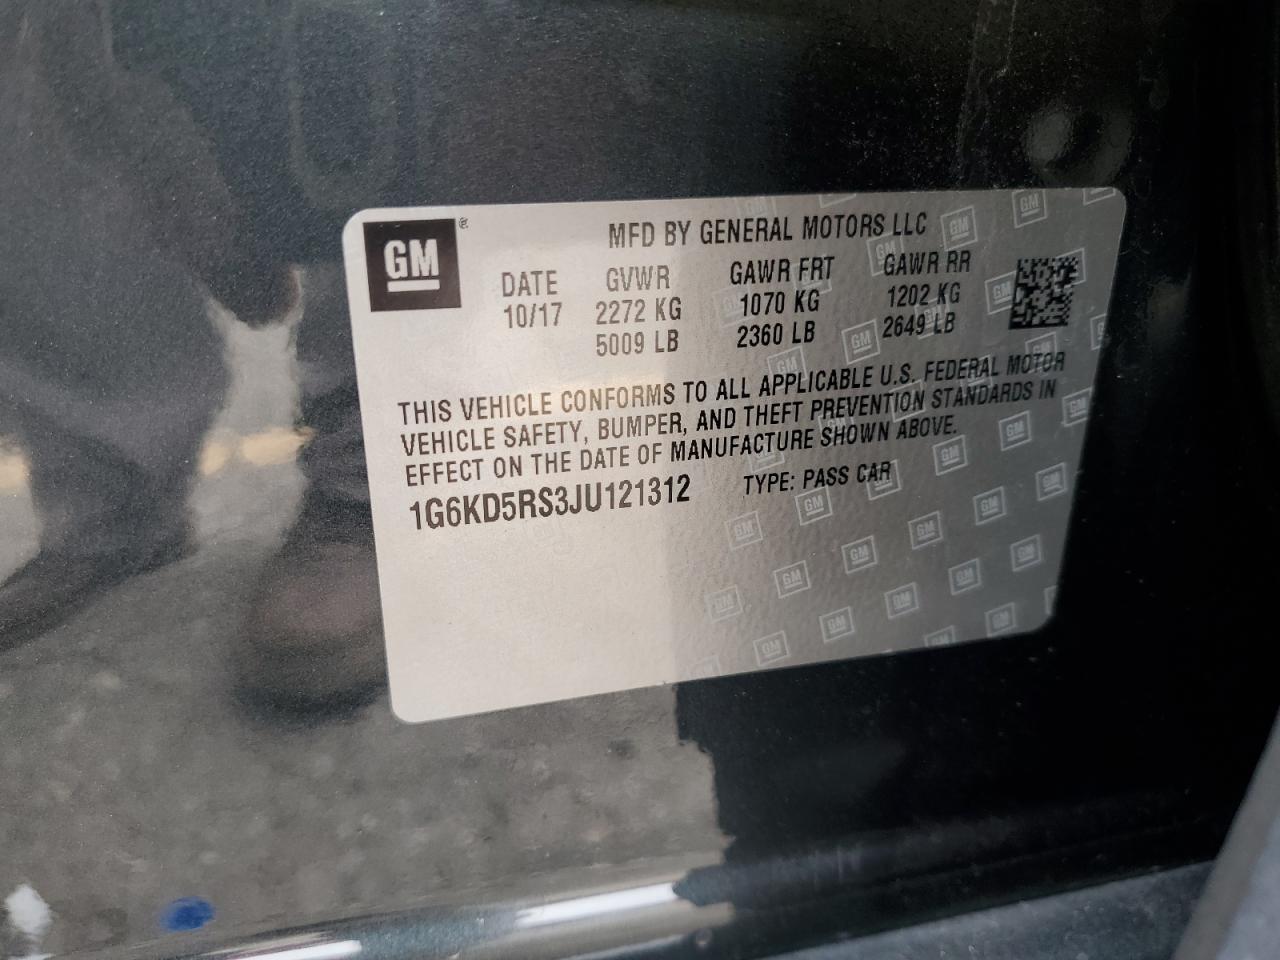 GM®
MFD BY GENERAL MOTORS LLC
DATE GVWR GAWR FRT GAWR RR
10/17 2272 KG 1070 KG 1202 KG
5009 LB 2360 LB 2649 LB
THIS VEHICLE CONFORMS TO ALL APPLICABLE U.S. FEDERAL MOTOR
VEHICLE SAFETY, BUMPER, AND THEFT PREVENTION STANDARDS IN
EFFECT ON THE DATE OF MANUFACTURE SHOWN ABOVE.
1G6KD5RS3JU121312 TYPE: PASS CAR